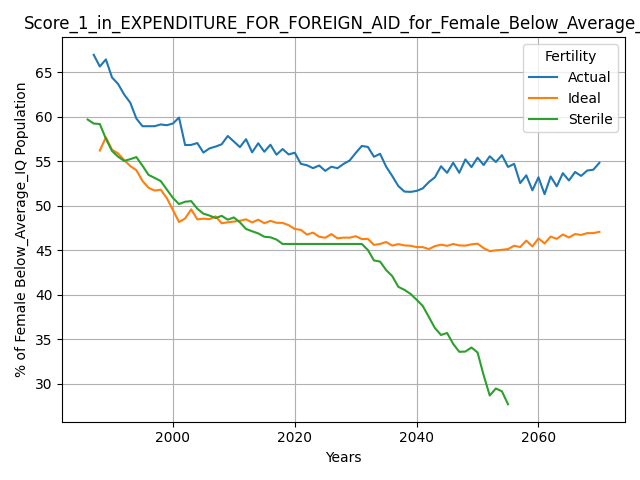 Score_1_in_EXPENDITURE_FOR_FOREIGN_AID_for_Female_Below_Average_
Fertility
Actual
Ideal
Sterile
% of Female Below_Average_IQ Population
65
60
55
50
45
40
35
30
2000
2020
2040
2060
Years